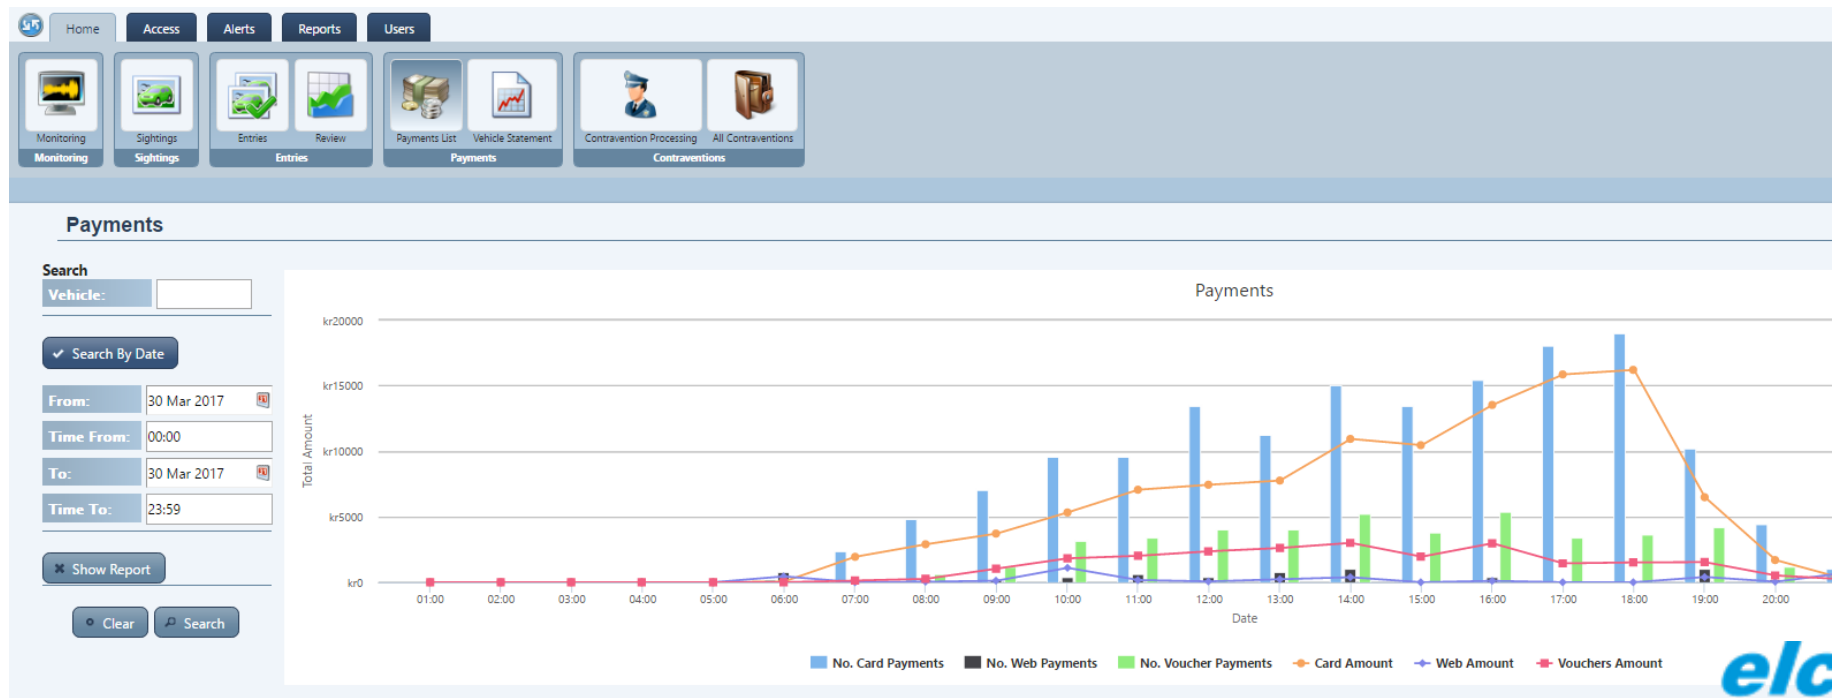 Home Access Alerts Reports Users
Monitoring Sightings Entries Review Payments List Vehicle Statement Contravention Processing All Contraventions
Monitoring Sightings Entries Payments Contraventions
Payments
Search
Vehicle:
Search By Date
From: 30 Mar 2017
Time From: 00:00
To: 30 Mar 2017
Time To: 23:59
Show Report
Clear Search
Payments
kr20000
kr15000
kr10000
kr5000
kr0
Total Amount
01:00 02:00 03:00 04:00 05:00 06:00 07:00 08:00 09:00 10:00 11:00 12:00 13:00 14:00 15:00 16:00 17:00 18:00 19:00 20:00
Date
No. Card Payments No. Web Payments No. Voucher Payments Card Amount Web Amount Vouchers Amount
elc